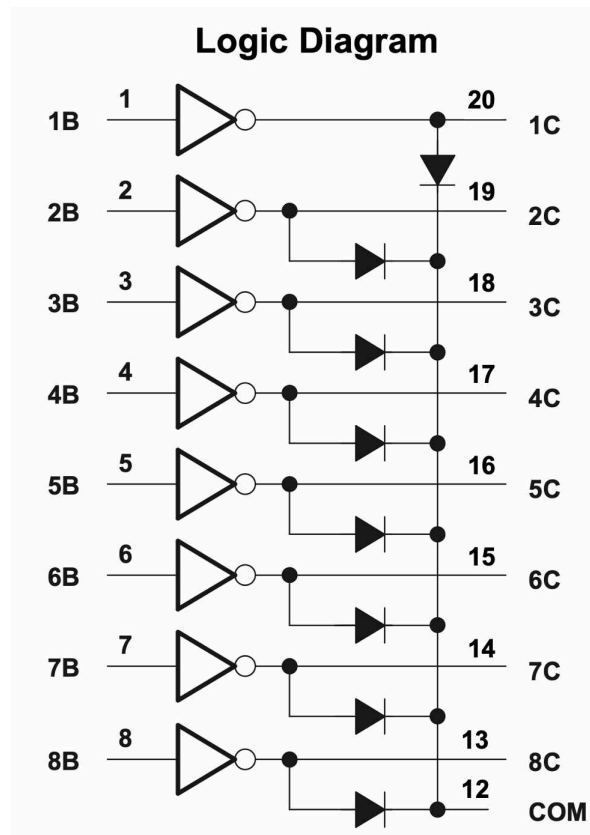 Logic Diagram
1B 1 20 1C
2B 2 19 2C
3B 3 18 3C
4B 4 17 4C
5B 5 16 5C
6B 6 15 6C
7B 7 14 7C
8B 8 13 8C
12 COM